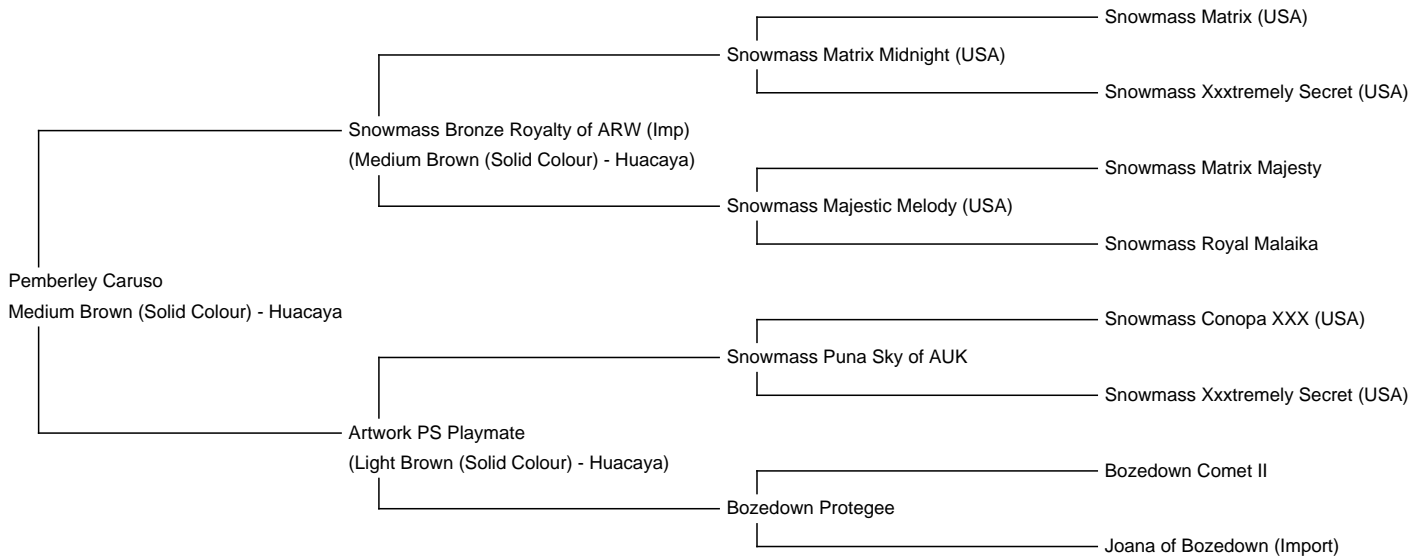 Snowmass Matrix (USA)
Snowmass Matrix Midnight (USA)
Snowmass Xxxtremely Secret (USA)
Snowmass Bronze Royalty of ARW (Imp)
(Medium Brown (Solid Colour) - Huacaya)
Snowmass Matrix Majesty
Snowmass Majestic Melody (USA)
Snowmass Royal Malaika
Pemberley Caruso
Medium Brown (Solid Colour) - Huacaya
Snowmass Conopa XXX (USA)
Snowmass Puna Sky of AUK
Snowmass Xxxtremely Secret (USA)
Artwork PS Playmate
(Light Brown (Solid Colour) - Huacaya)
Bozedown Comet II
Bozedown Protegee
Joana of Bozedown (Import)